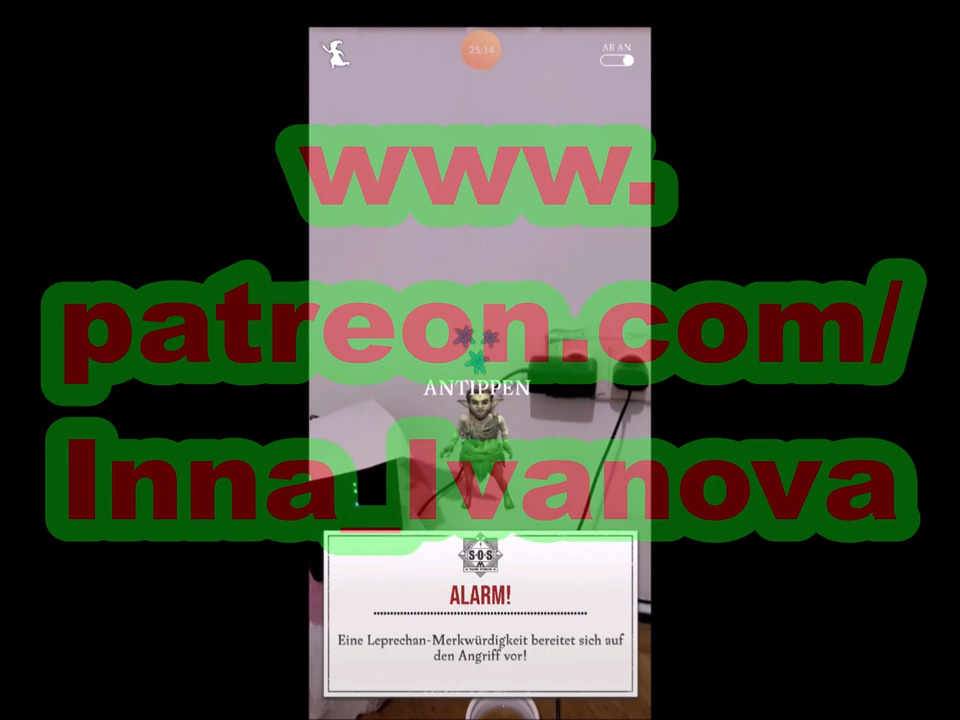 25:14
AR AN
www.
patreon.com/
ANTIPPEN
Inna_Ivanova
S·O·S
ALARM!
Eine Leprechan-Merkwürdigkeit bereitet sich auf
den Angriff vor!